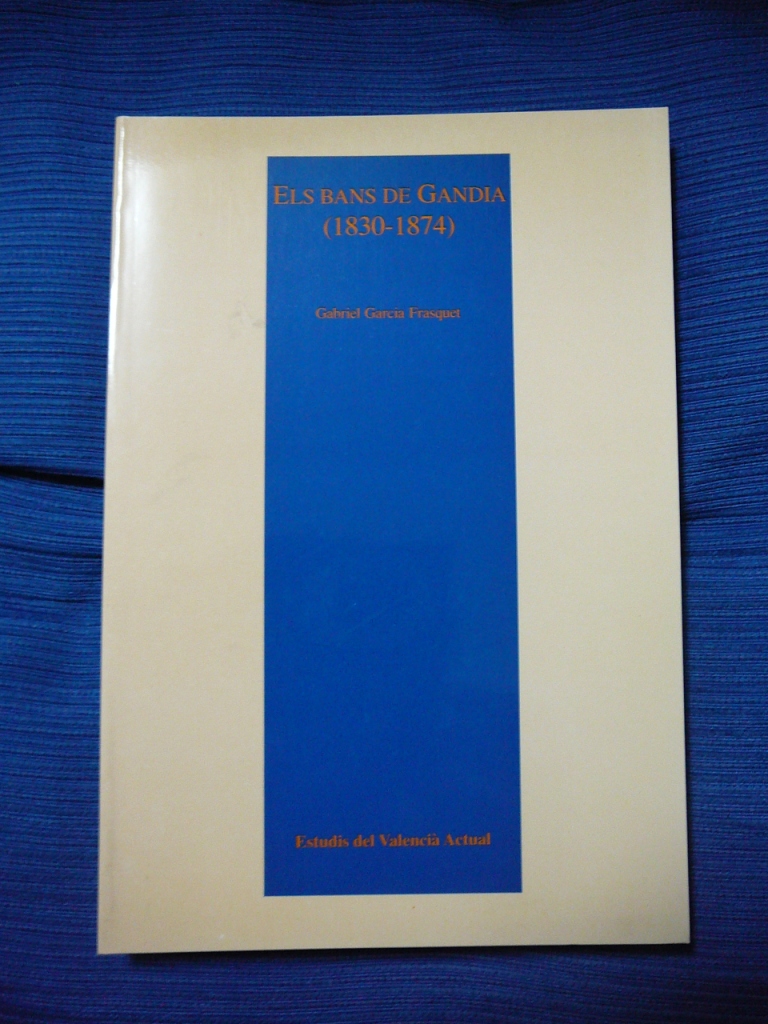 ELS BANS DE GANDIA
(1830-1874)
Gabriel Garcia Frasquet
Estudis del Valencià Actual